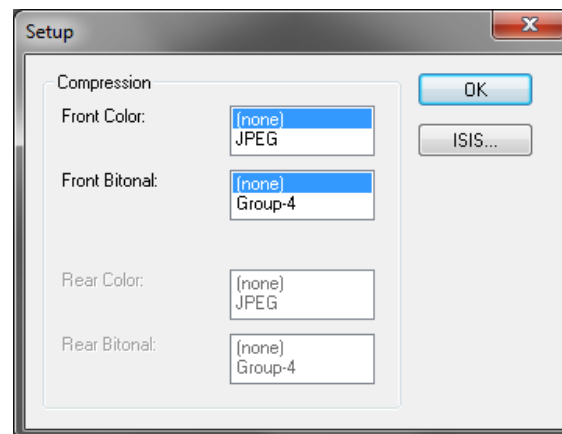 Setup
Compression
OK
Front Color:
(none)
JPEG
ISIS...
Front Bitonal:
(none)
Group-4
Rear Color:
(none)
JPEG
Rear Bitonal:
(none)
Group-4